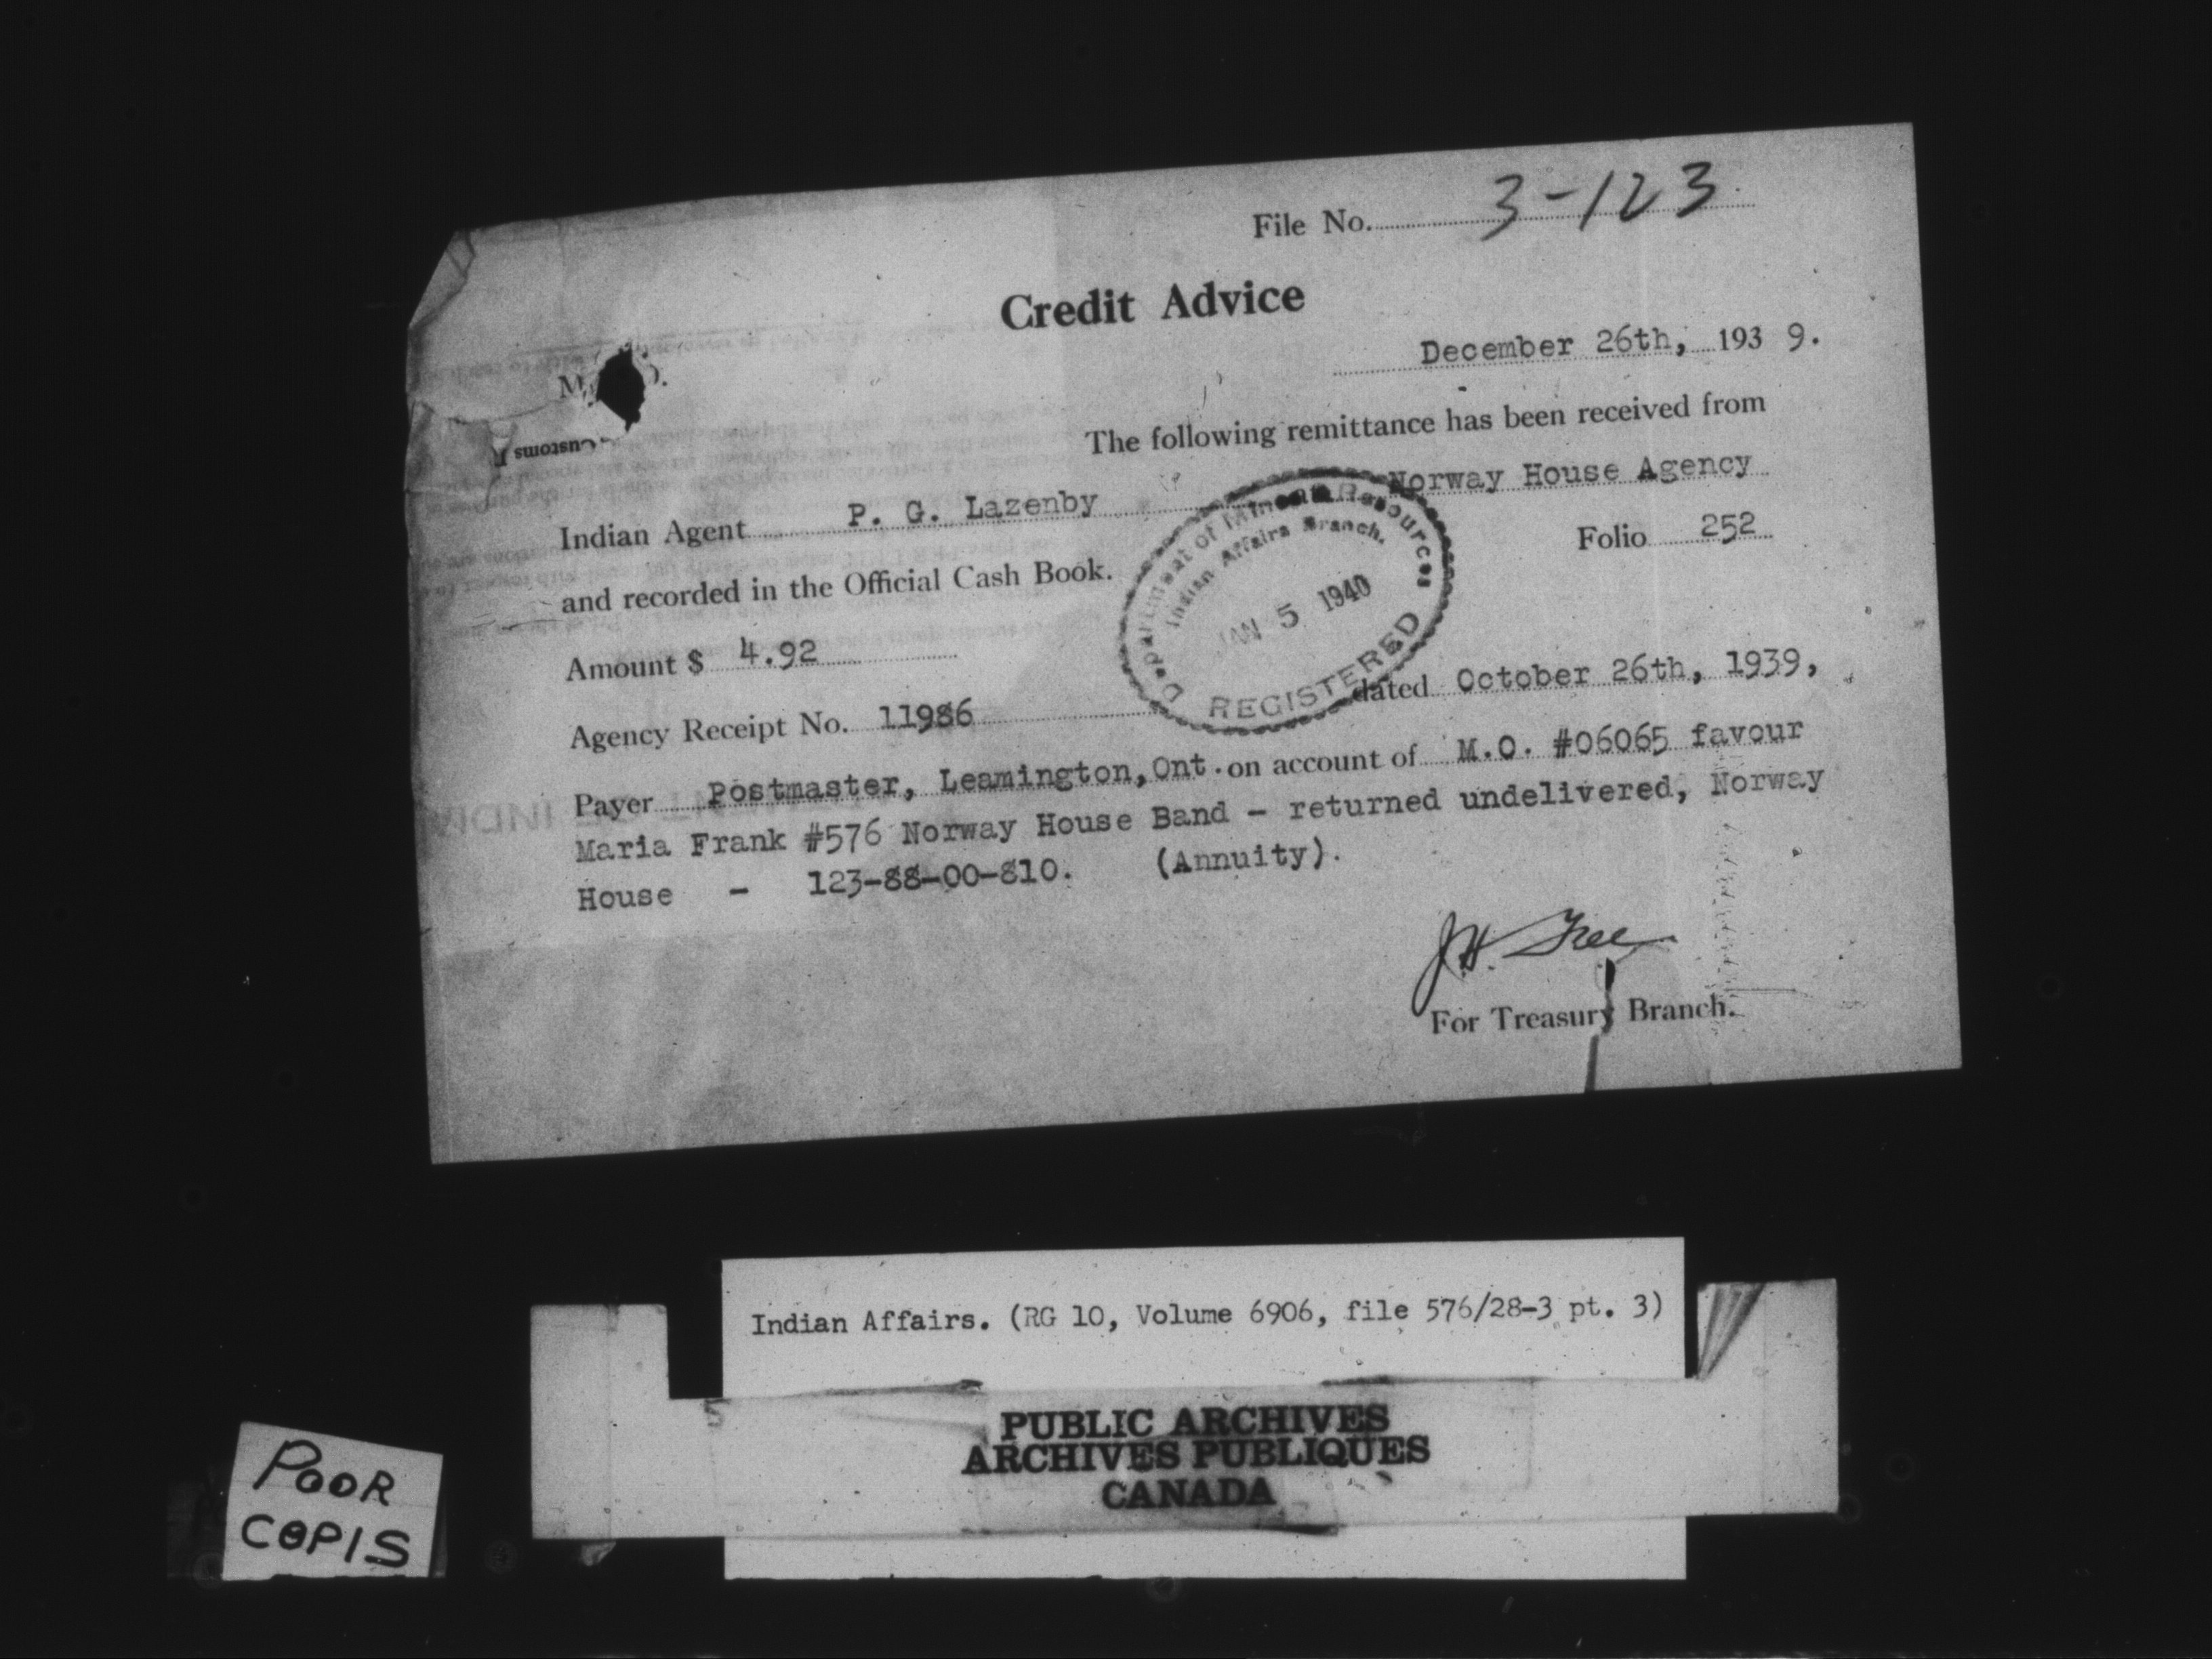 File No. 3-123
Credit Advice
December 26th, 193 9.
The following remittance has been received from
Indian Agent P. G. Lazenby Norway House Agency
and recorded in the Official Cash Book. Folio 252
Department of Mines & Resources
Indian Affairs Branch.
JAN 5 1940
REGISTERED
Amount $ 4.92
Agency Receipt No. 11986 dated October 26th, 1939,
Payer Postmaster, Leamington, Ont. on account of M.O. #06065 favour
Maria Frank #576 Norway House Band - returned undelivered, Norway
House - 123-88-00-810. (Annuity).
For Treasury Branch.
Customs
Indian Affairs. (RG 10, Volume 6906, file 576/28-3 pt. 3)
PUBLIC ARCHIVES
ARCHIVES PUBLIQUES
CANADA
POOR
COPIS